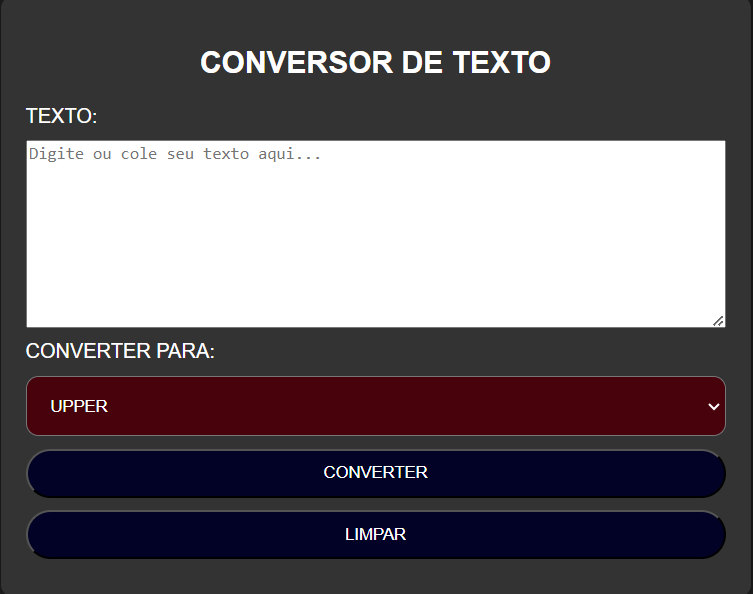 CONVERSOR DE TEXTO
TEXTO:
Digite ou cole seu texto aqui...
CONVERTER PARA:
UPPER
CONVERTER
LIMPAR